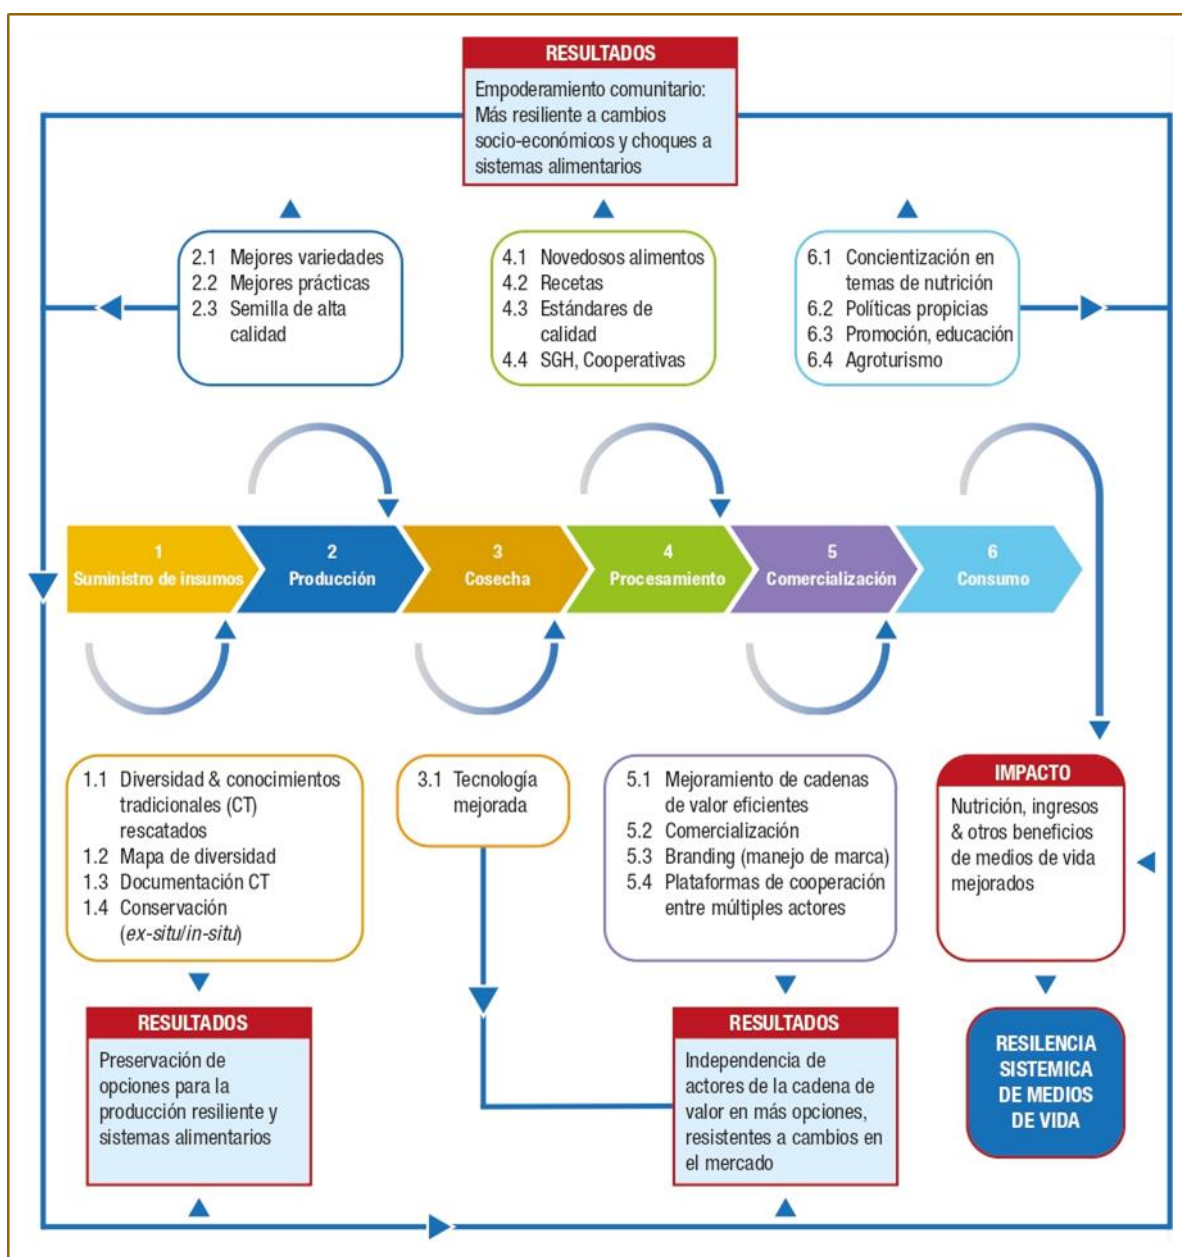 RESULTADOS
Empoderamiento comunitario:
Más resiliente a cambios
socio-económicos y choques a
sistemas alimentarios
2.1 Mejores variedades
2.2 Mejores prácticas
2.3 Semilla de alta
calidad
4.1 Novedosos alimentos
4.2 Recetas
4.3 Estándares de
calidad
4.4 SGH, Cooperativas
6.1 Concientización en
temas de nutrición
6.2 Políticas propicias
6.3 Promoción, educación
6.4 Agroturismo
1
Suministro de insumos
2
Producción
3
Cosecha
4
Procesamiento
5
Comercialización
6
Consumo
1.1 Diversidad & conocimientos
tradicionales (CT)
rescatados
1.2 Mapa de diversidad
1.3 Documentación CT
1.4 Conservación
(ex-situ/in-situ)
3.1 Tecnología
mejorada
5.1 Mejoramiento de cadenas
de valor eficientes
5.2 Comercialización
5.3 Branding (manejo de marca)
5.4 Plataformas de cooperación
entre múltiples actores
IMPACTO
Nutrición, ingresos
& otros beneficios
de medios de vida
mejorados
RESULTADOS
Preservación de
opciones para la
producción resiliente y
sistemas alimentarios
RESULTADOS
Independencia de
actores de la cadena de
valor en más opciones,
resistentes a cambios en
el mercado
RESILENCIA
SISTEMICA
DE MEDIOS
DE VIDA